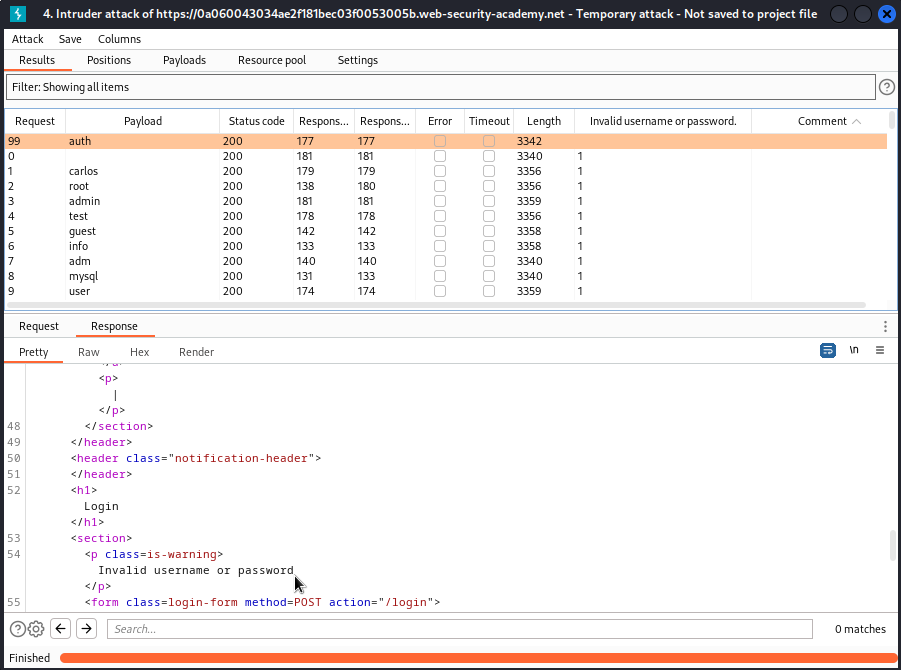 4. Intruder attack of https://0a060043034ae2f181bec03f0053005b.web-security-academy.net - Temporary attack - Not saved to project file
Attack Save Columns
Results Positions Payloads Resource pool Settings
Filter: Showing all items
Request Payload Status code Respons... Respons... Error Timeout Length Invalid username or password. Comment
99 auth 200 177 177 3342
0 200 181 181 3340 1
1 carlos 200 179 179 3356 1
2 root 200 138 180 3356 1
3 admin 200 181 181 3359 1
4 test 200 178 178 3356 1
5 guest 200 142 142 3358 1
6 info 200 133 133 3358 1
7 adm 200 140 140 3340 1
8 mysql 200 131 133 3340 1
9 user 200 174 174 3359 1
Request Response
Pretty Raw Hex Render \n
<p>
|
</p>
48 </section>
49 </header>
50 <header class="notification-header">
51 </header>
52 <h1>
Login
</h1>
53 <section>
54 <p class=is-warning>
Invalid username or password
</p>
55 <form class=login-form method=POST action="/login">
Search... 0 matches
Finished